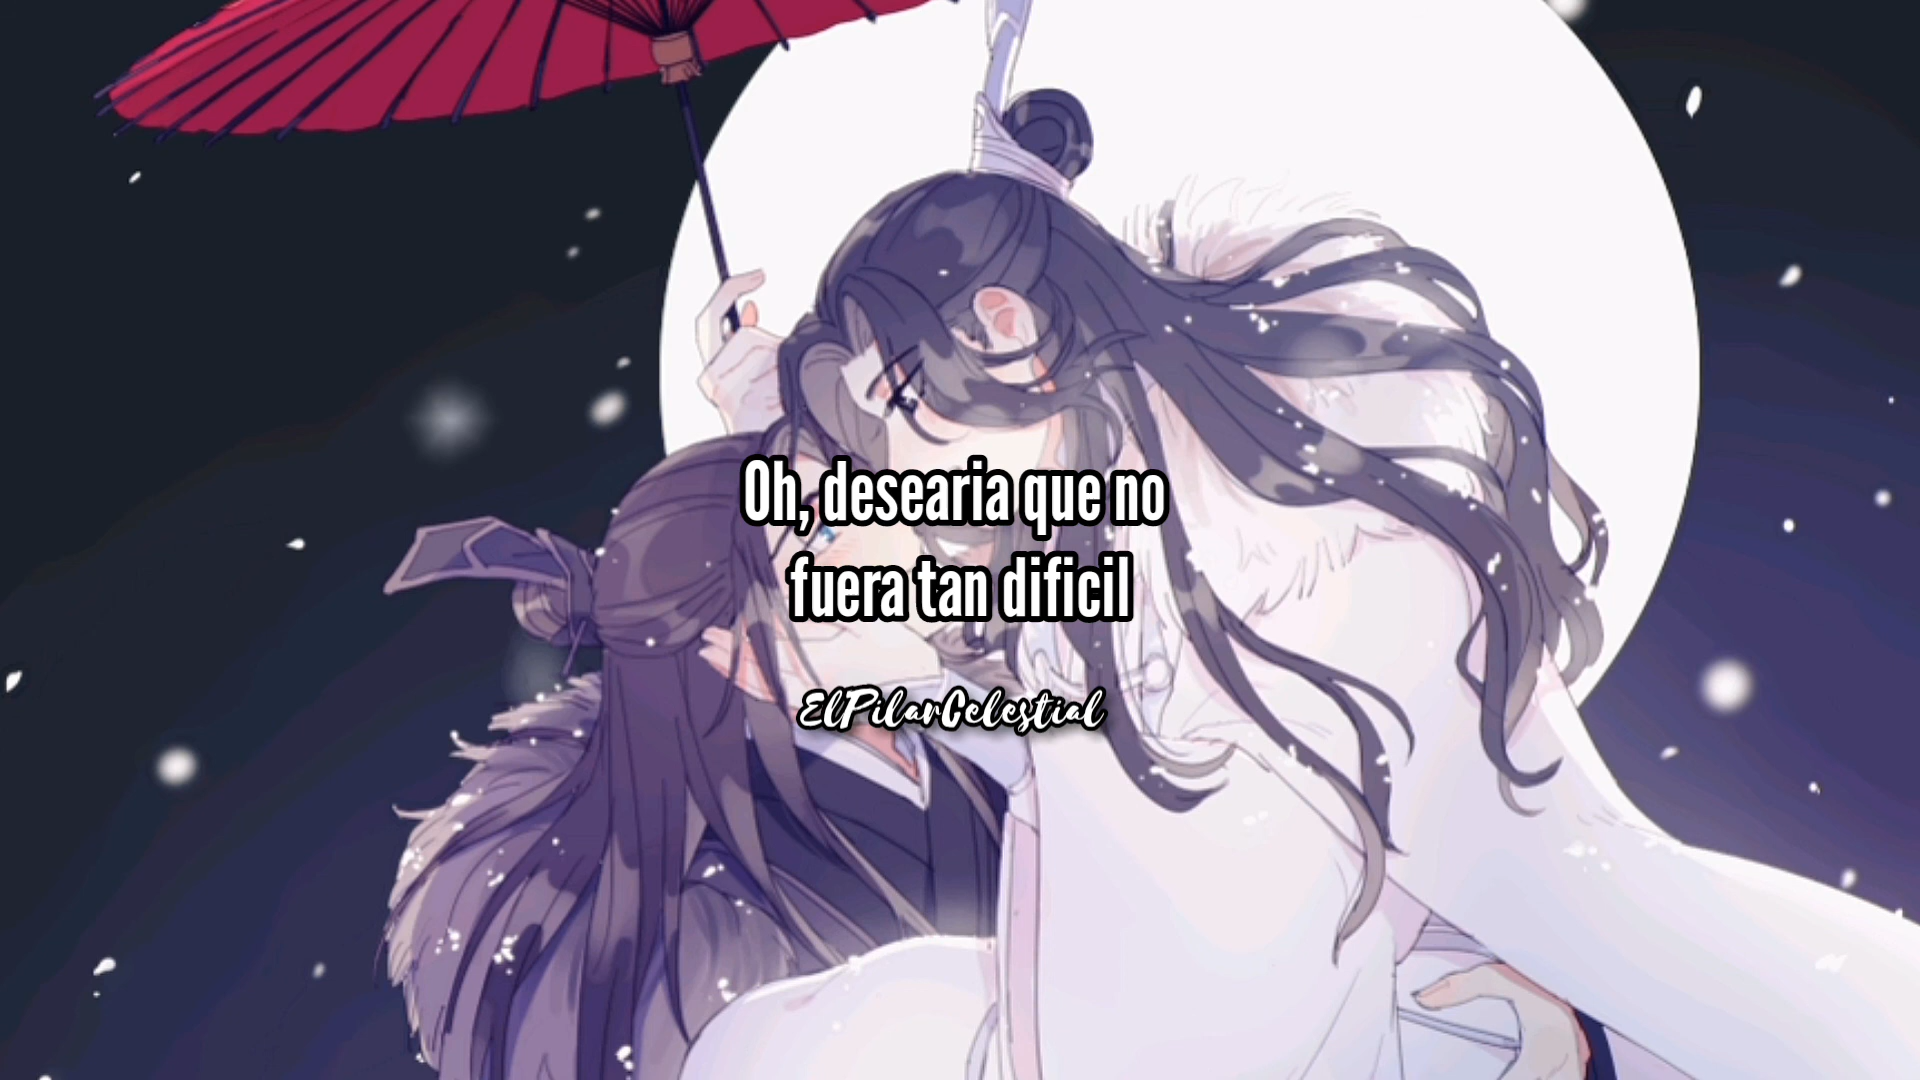 Oh, desearia que no
fuera tan dificil
ElPilarCelestial